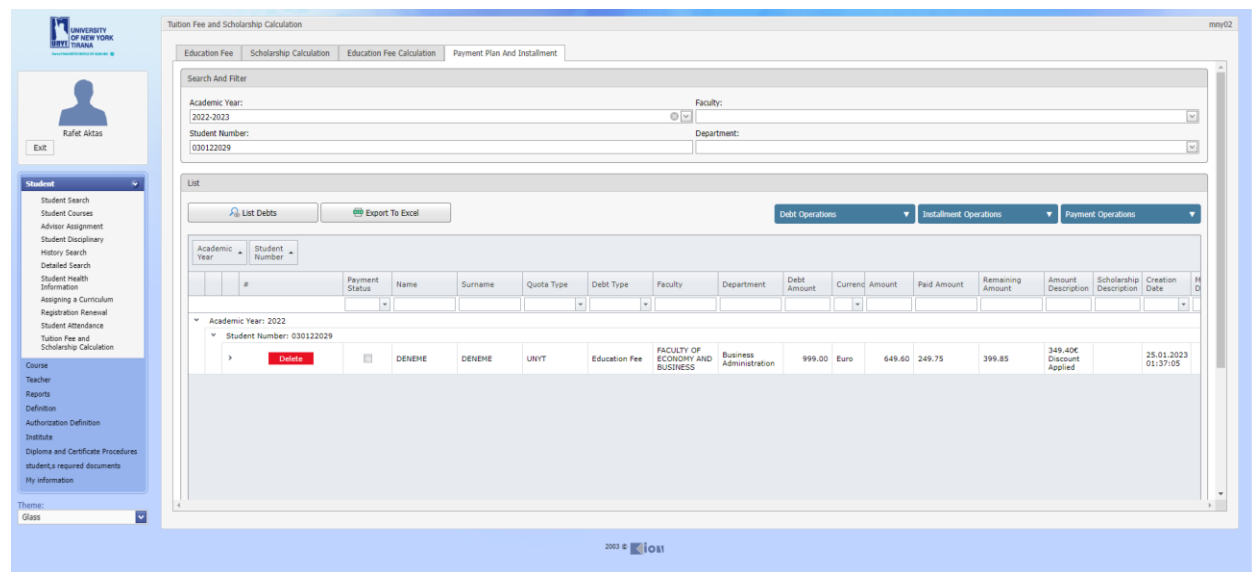 UNIVERSITY
OF NEW YORK
UNYT TIRANA
Tuition Fee and Scholarship Calculation
mny02
Rafet Aktas
Exit
Student
Student Search
Student Courses
Advisor Assignment
Student Disciplinary
History Search
Detailed Search
Student Health
Information
Assigning a Curriculum
Registration Renewal
Student Attendance
Tuition Fee and
Scholarship Calculation
Course
Teacher
Reports
Definition
Authorization Definition
Institute
Diploma and Certificate Procedures
student,s requred documents
My information
Theme:
Glass
Education Fee
Scholarship Calculation
Education Fee Calculation
Payment Plan And Installment
Search And Filter
Academic Year:
2022-2023
Faculty:
Student Number:
030122029
Department:
List
List Debts
Export To Excel
Debt Operations
Installment Operations
Payment Operations
Academic
Year
Student
Number
#
Payment
Status
Name
Surname
Quota Type
Debt Type
Faculty
Department
Debt
Amount
Currenc
Amount
Paid Amount
Remaining
Amount
Amount
Description
Scholarship
Description
Creation
Date
M
D
Academic Year: 2022
Student Number: 030122029
Delete
DENEME
DENEME
UNYT
Education Fee
FACULTY OF
ECONOMY AND
BUSINESS
Business
Administration
999.00
Euro
649.60
249.75
399.85
349.40€
Discount
Applied
25.01.2023
01:37:05
2003 © Kion